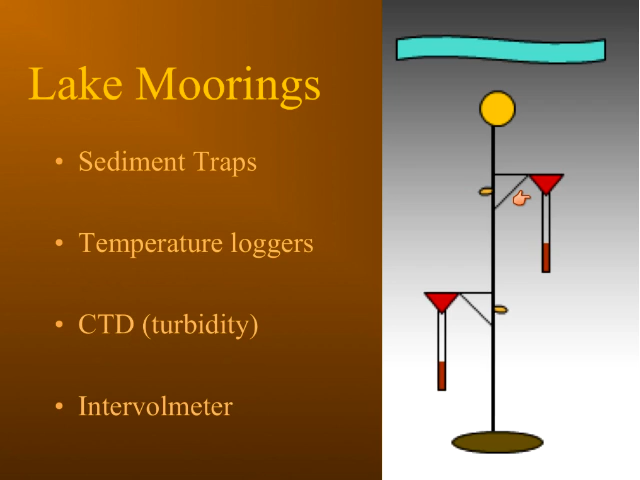 Lake Moorings
• Sediment Traps
• Temperature loggers
• CTD (turbidity)
• Intervolmeter